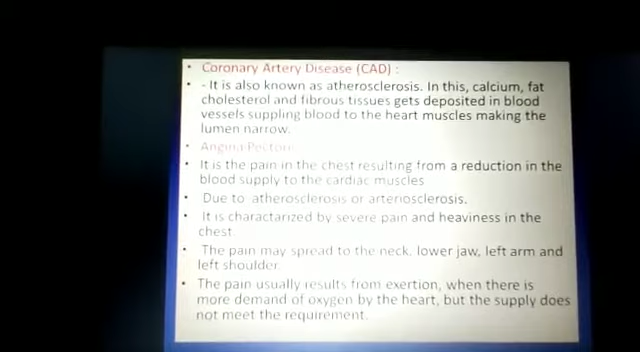 • Coronary Artery Disease (CAD) :
• - It is also known as atherosclerosis. In this, calcium, fat
cholesterol and fibrous tissues gets deposited in blood
vessels suppling blood to the heart muscles making the
lumen narrow.
• Angina Pectoris
• It is the pain in the chest resulting from a reduction in the
blood supply to the cardiac muscles
• Due to atherosclerosis or arteriosclerosis.
• It is charactarized by severe pain and heaviness in the
chest.
• The pain may spread to the neck, lower jaw, left arm and
left shoulder.
• The pain usually results from exertion, when there is
more demand of oxygen by the heart, but the supply does
not meet the requirement.